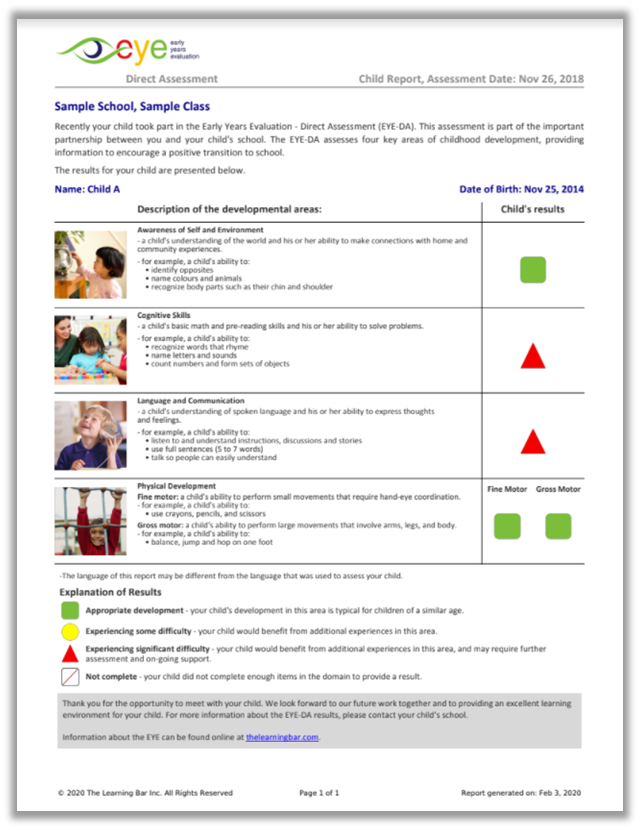 eye early
years
evaluation
Direct Assessment Child Report, Assessment Date: Nov 26, 2018
Sample School, Sample Class
Recently your child took part in the Early Years Evaluation - Direct Assessment (EYE-DA). This assessment is part of the important
partnership between you and your child's school. The EYE-DA assesses four key areas of childhood development, providing
information to encourage a positive transition to school.
The results for your child are presented below.
Name: Child A Date of Birth: Nov 25, 2014
Description of the developmental areas: Child's results
Awareness of Self and Environment
- a child's understanding of the world and his or her ability to make connections with home and
community experiences.
- for example, a child's ability to:
• identify opposites
• name colours and animals
• recognize body parts such as their chin and shoulder
Cognitive Skills
- a child's basic math and pre-reading skills and his or her ability to solve problems.
- for example, a child's ability to:
• recognize words that rhyme
• name letters and sounds
• count numbers and form sets of objects
Language and Communication
- a child's understanding of spoken language and his or her ability to express thoughts
and feelings.
- for example, a child's ability to:
• listen to and understand instructions, discussions and stories
• use full sentences (5 to 7 words)
• talk so people can easily understand
Physical Development
Fine Motor Gross Motor
Fine motor: a child's ability to perform small movements that require hand-eye coordination.
- for example, a child's ability to:
• use crayons, pencils, and scissors
Gross motor: a child's ability to perform large movements that involve arms, legs, and body.
- for example, a child's ability to:
• balance, jump and hop on one foot
-The language of this report may be different from the language that was used to assess your child.
Explanation of Results
Appropriate development - your child's development in this area is typical for children of a similar age.
Experiencing some difficulty - your child would benefit from additional experiences in this area.
Experiencing significant difficulty - your child would benefit from additional experiences in this area, and may require further
assessment and on-going support.
Not complete - your child did not complete enough items in the domain to provide a result.
Thank you for the opportunity to meet with your child. We look forward to our future work together and to providing an excellent learning
environment for your child. For more information about the EYE-DA results, please contact your child's school.
Information about the EYE can be found online at thelearningbar.com.
© 2020 The Learning Bar Inc. All Rights Reserved Page 1 of 1 Report generated on: Feb 3, 2020